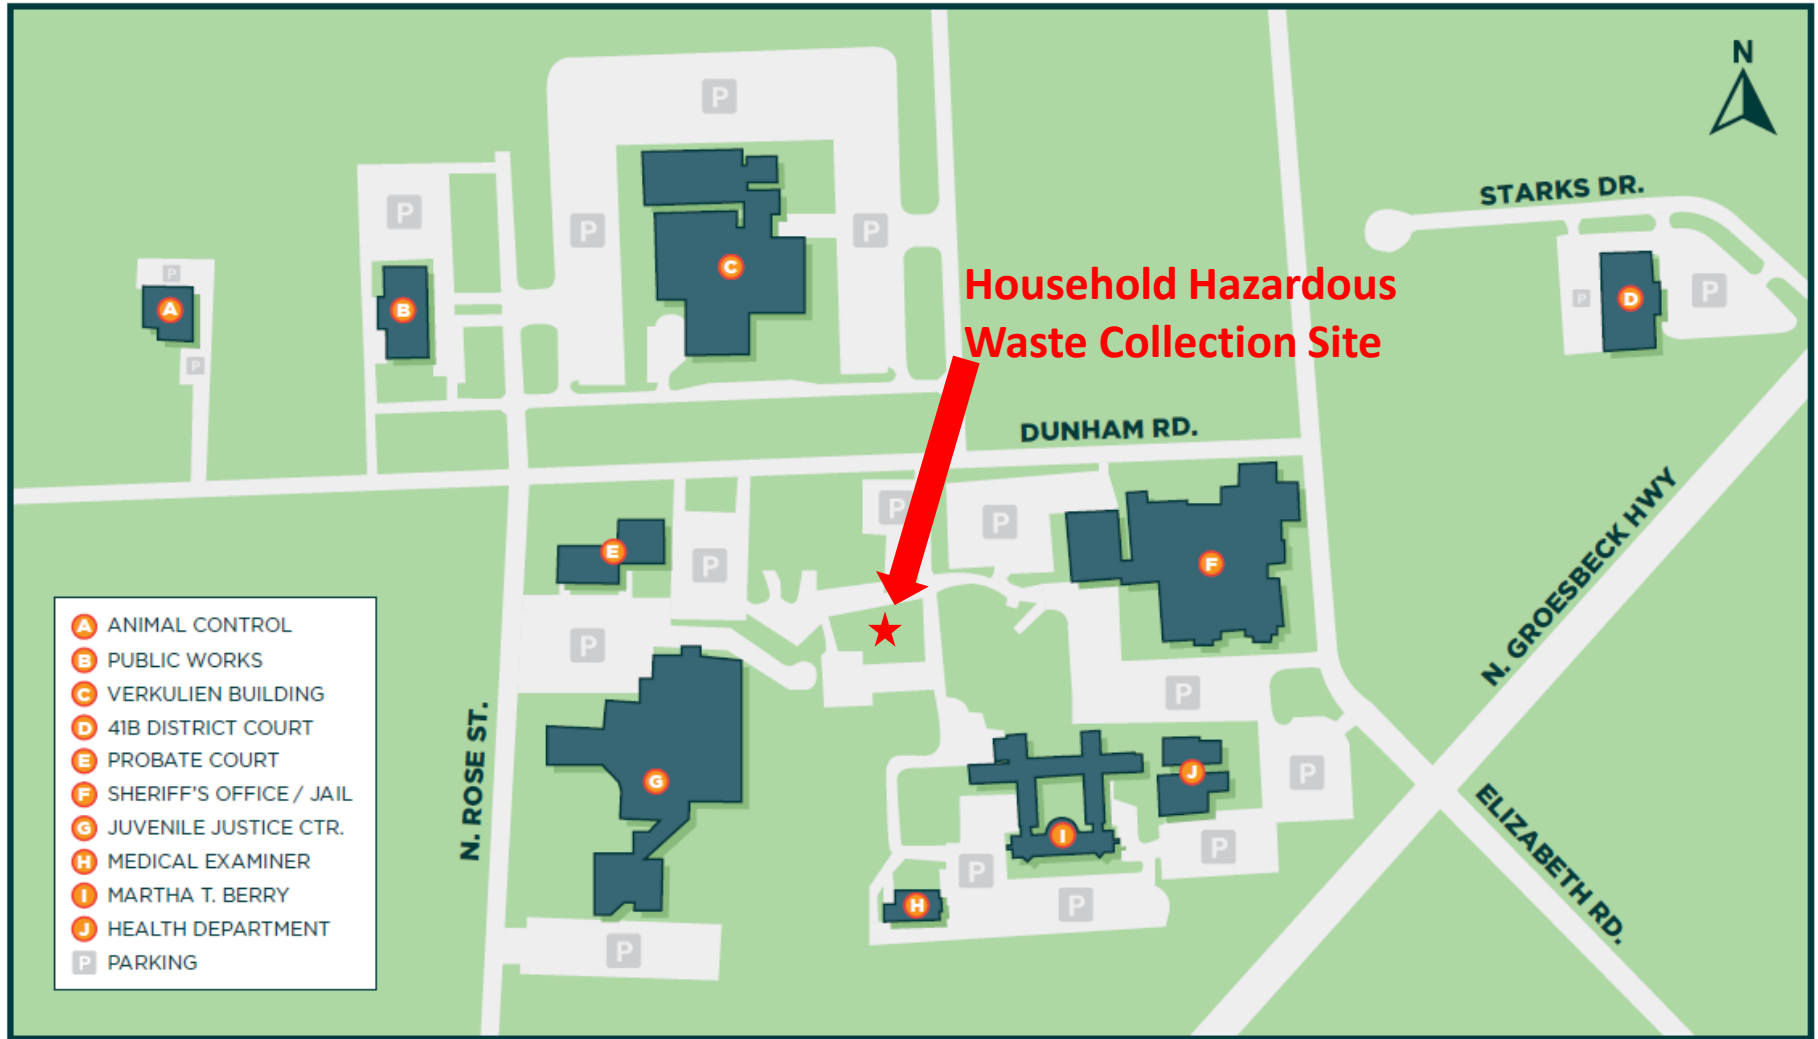 N
STARKS DR.
P
P
P
P
P
P
A
B
C
D
P
P
P
Household Hazardous
Waste Collection Site
DUNHAM RD.
P
P
E
P
F
N. GROESBECK HWY
P
P
N. ROSE ST.
G
J
P
I
P
P
H
P
P
ELIZABETH RD.
A ANIMAL CONTROL
B PUBLIC WORKS
C VERKULIEN BUILDING
D 41B DISTRICT COURT
E PROBATE COURT
F SHERIFF'S OFFICE / JAIL
G JUVENILE JUSTICE CTR.
H MEDICAL EXAMINER
I MARTHA T. BERRY
J HEALTH DEPARTMENT
P PARKING